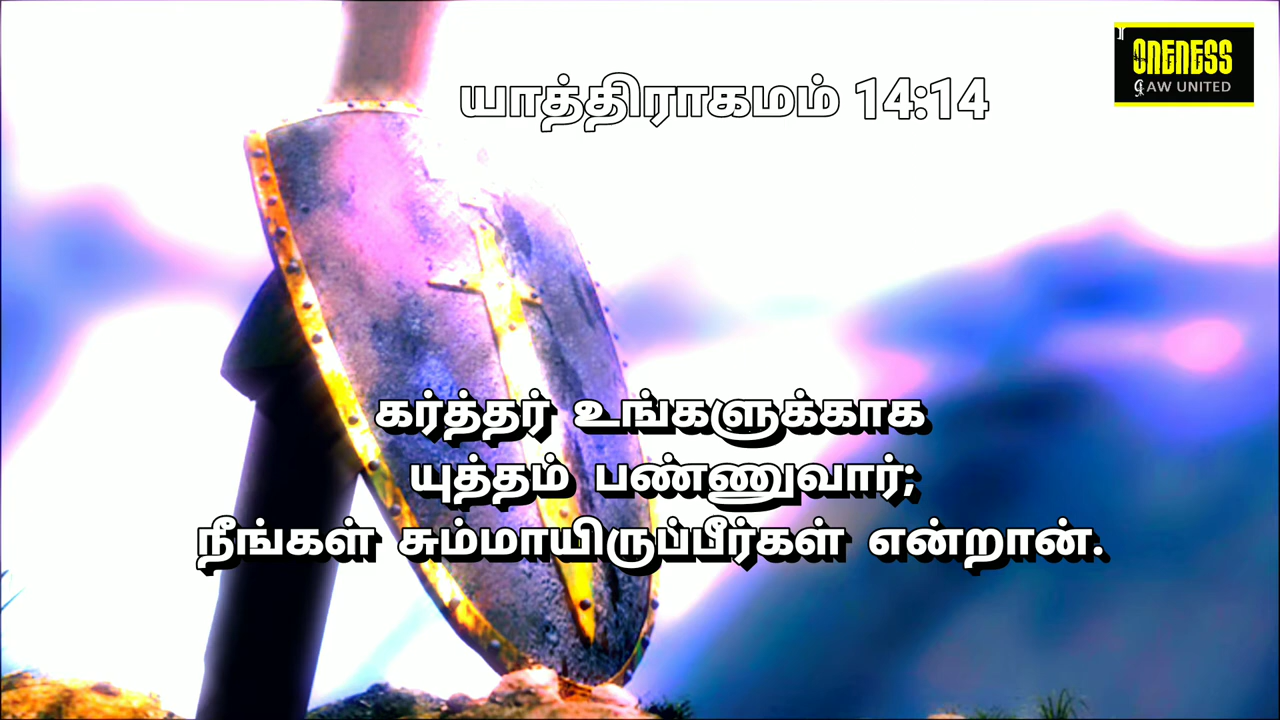 யாத்திராகமம் 14:14
ONENESS
GAW UNITED
கர்த்தர் உங்களுக்காக
யுத்தம் பண்ணுவார்;
நீங்கள் சும்மாயிருப்பீர்கள் என்றான்.